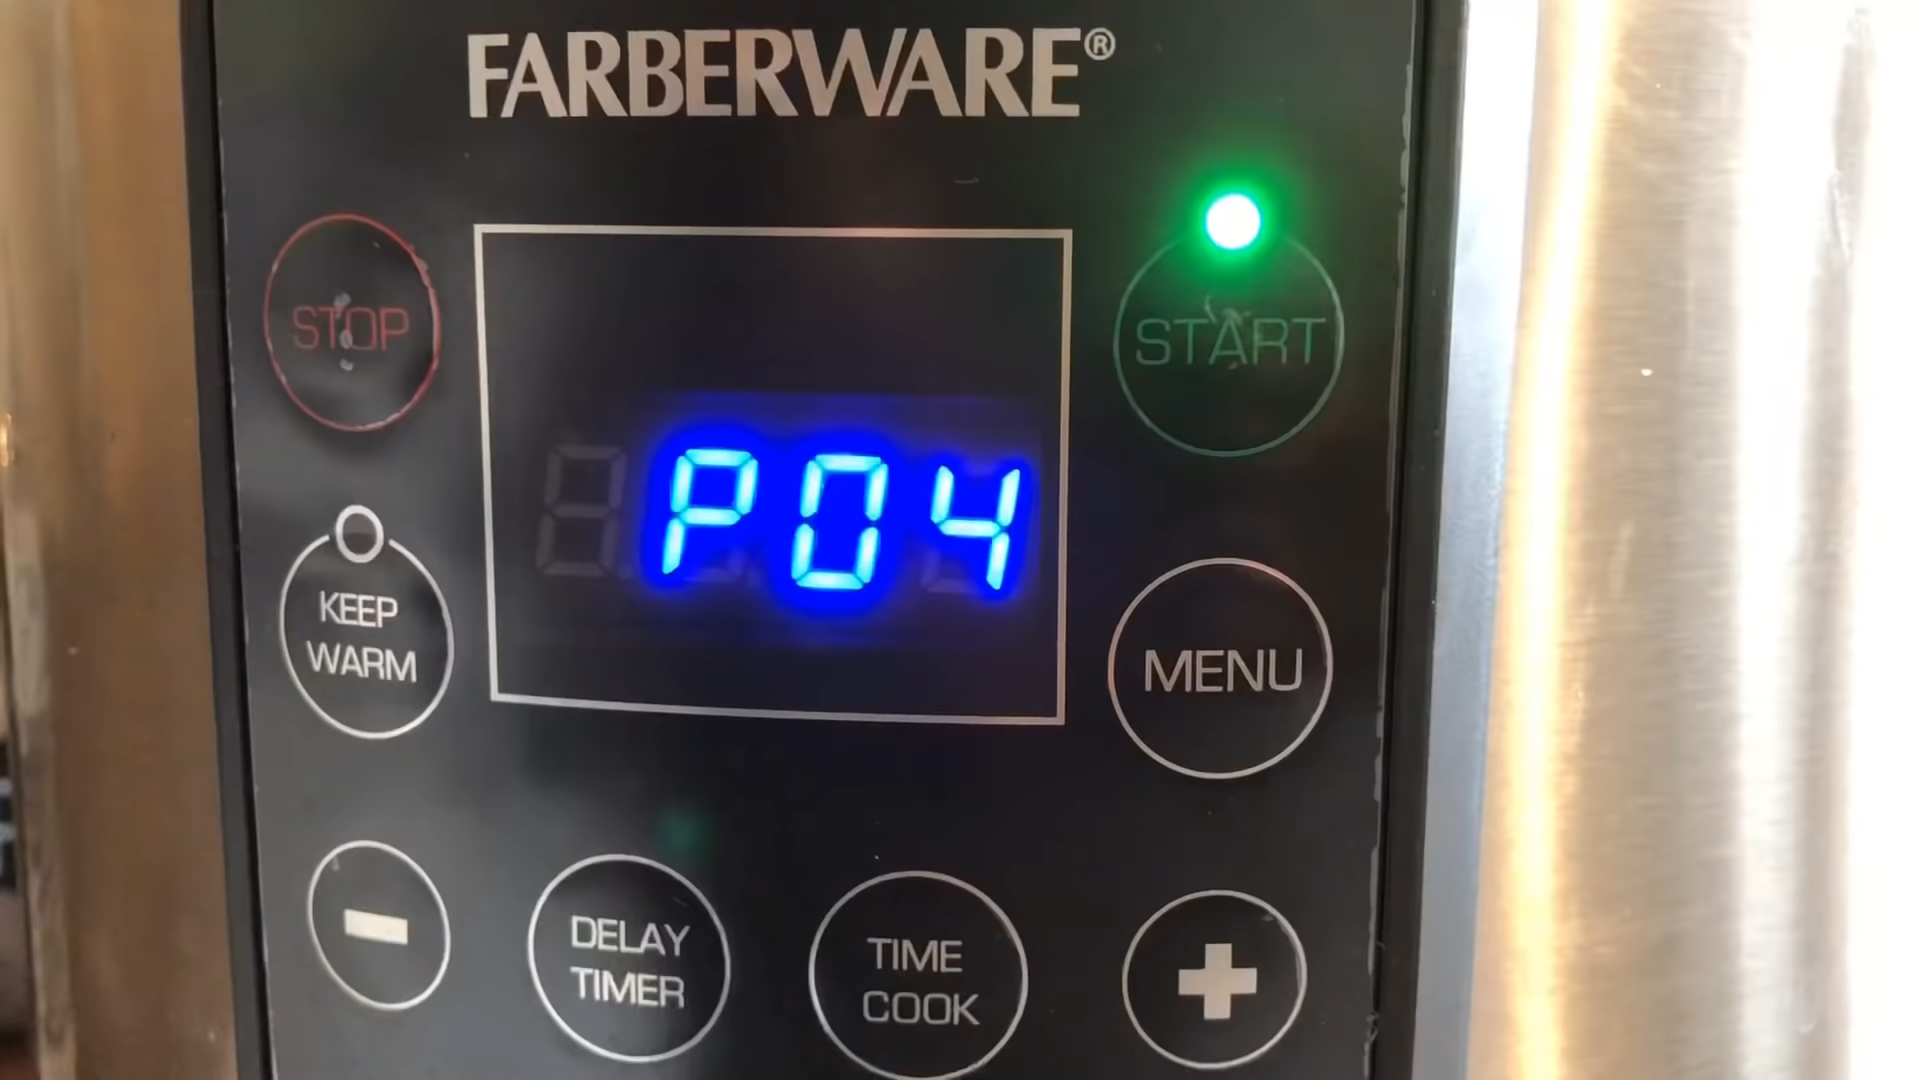 FARBERWARE®
STOP
START
P04
KEEP
WARM
MENU
DELAY
TIMER
TIME
COOK